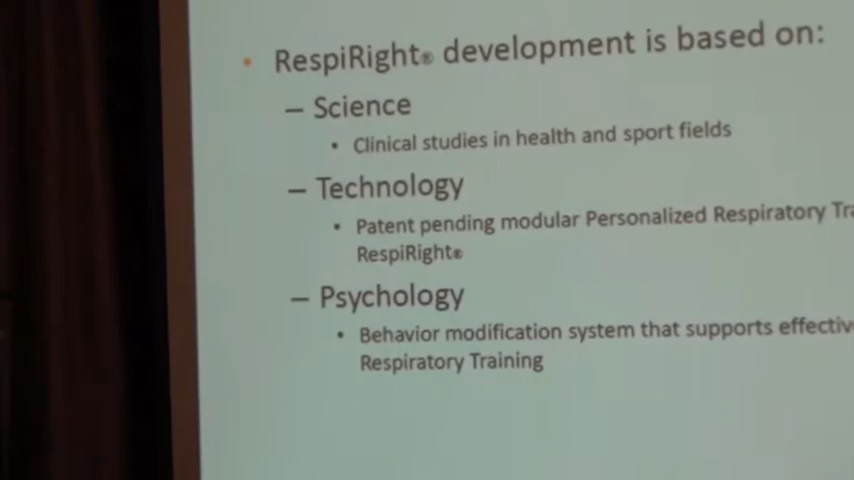 • RespiRight® development is based on:
– Science
• Clinical studies in health and sport fields
– Technology
• Patent pending modular Personalized Respiratory
RespiRight®
– Psychology
• Behavior modification system that supports
Respiratory Training